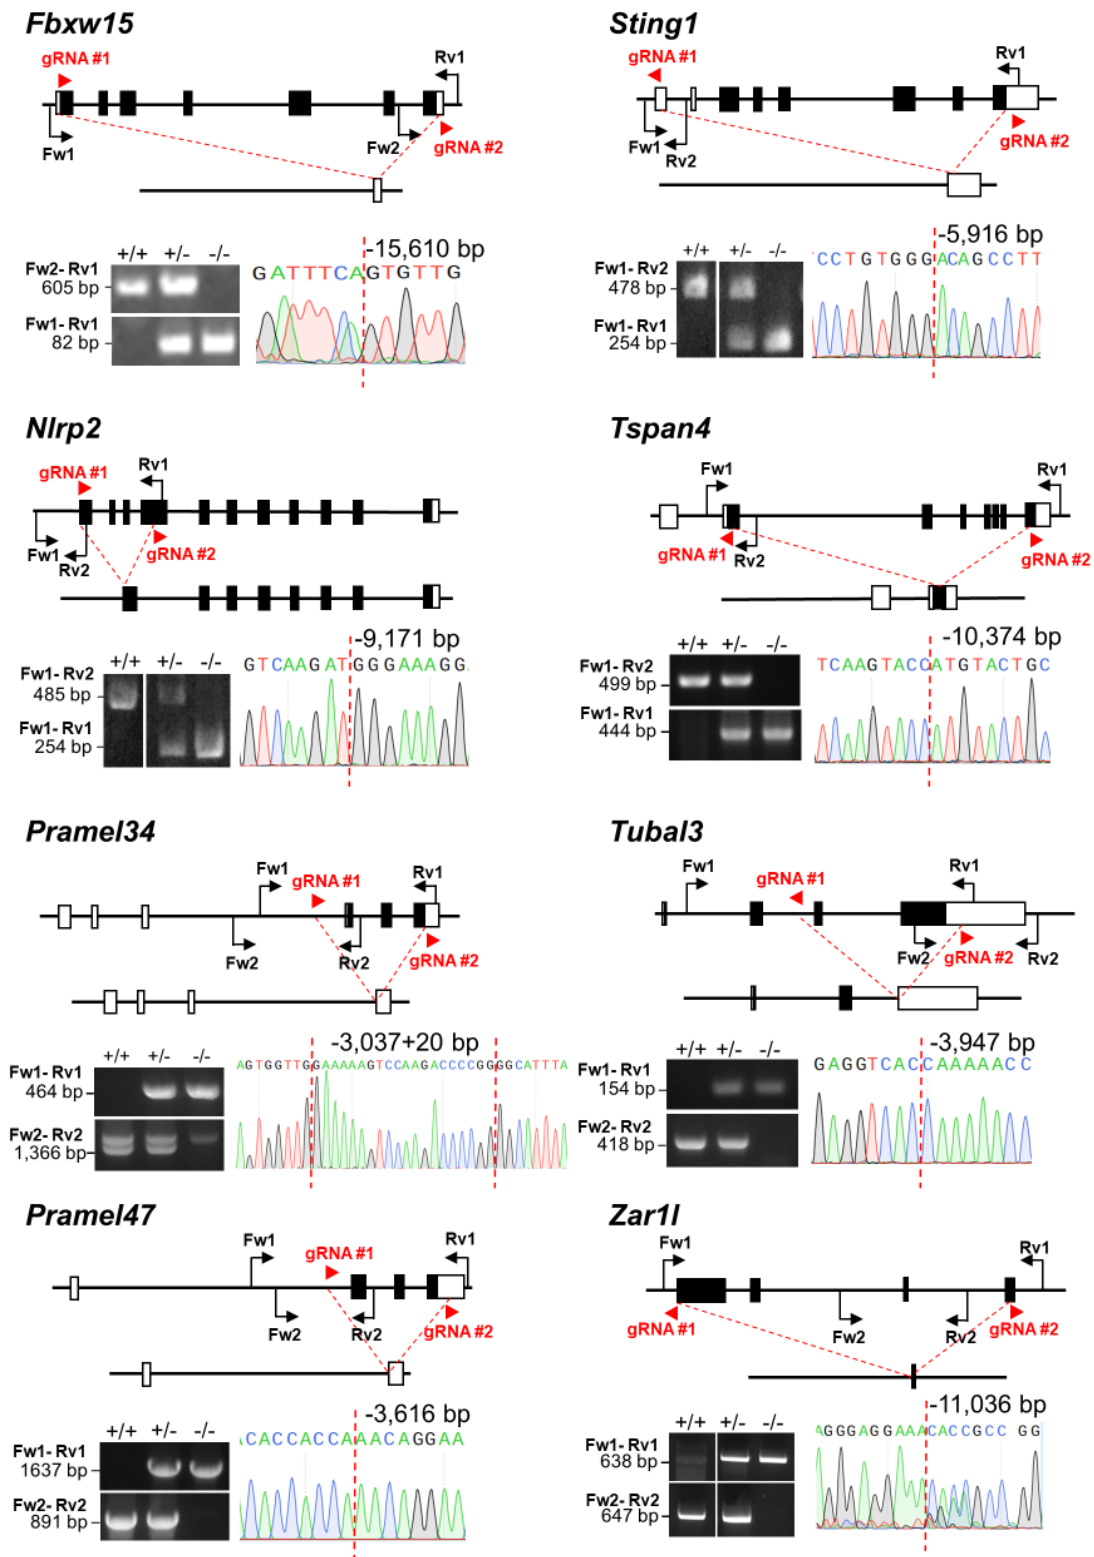 Fbxw15
gRNA #1
Rv1
Fw1
Fw2
gRNA #2
-15,610 bp
+/+ +/- -/-
Fw2- Rv1
605 bp
Fw1- Rv1
82 bp
GATTTCAGTGTTG
Sting1
gRNA #1
Rv1
Fw1
Rv2
gRNA #2
-5,916 bp
+/+ +/- -/-
Fw1- Rv2
478 bp
Fw1- Rv1
254 bp
CCTGTGGGACAGCCTT
Nlrp2
gRNA #1
Rv1
Fw1
Rv2
gRNA #2
-9,171 bp
+/+ +/- -/-
Fw1- Rv2
485 bp
Fw1- Rv1
254 bp
GTCAAGATGGGAAAGG
Tspan4
Fw1
Rv1
gRNA #1
Rv2
gRNA #2
-10,374 bp
+/+ +/- -/-
Fw1- Rv2
499 bp
Fw1- Rv1
444 bp
TCAAGTACCATGTACTGC
Pramel34
Fw1
gRNA #1
Rv1
Fw2
Rv2
gRNA #2
-3,037+20 bp
+/+ +/- -/-
Fw1- Rv1
464 bp
Fw2- Rv2
1,366 bp
AGTGGTTGGAAAAAGTCCAAGACCCCGGGGCATTTA
Tubal3
Fw1
gRNA #1
Rv1
Fw2
gRNA #2
Rv2
-3,947 bp
+/+ +/- -/-
Fw1- Rv1
154 bp
Fw2- Rv2
418 bp
GAGGTCACCAAAAACC
Pramel47
Fw1
gRNA #1
Rv1
Fw2
Rv2
gRNA #2
-3,616 bp
+/+ +/- -/-
Fw1- Rv1
1637 bp
Fw2- Rv2
891 bp
CACCACCAAACAGGAA
Zar1l
Fw1
Rv1
gRNA #1
Fw2
Rv2
gRNA #2
-11,036 bp
+/+ +/- -/-
Fw1- Rv1
638 bp
Fw2- Rv2
647 bp
AGGGAGGAAACACCGCC GG